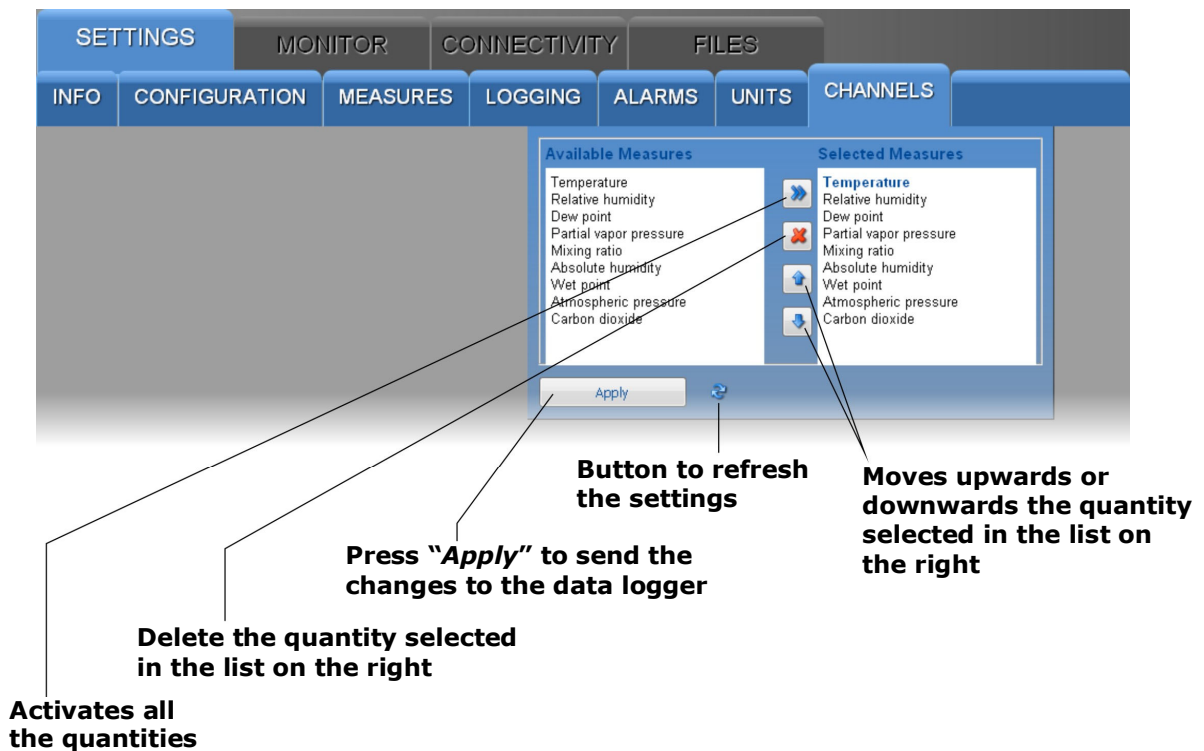 SETTINGS MONITOR CONNECTIVITY FILES
INFO CONFIGURATION MEASURES LOGGING ALARMS UNITS CHANNELS
Available Measures
Temperature
Relative humidity
Dew point
Partial vapor pressure
Mixing ratio
Absolute humidity
Wet point
Atmospheric pressure
Carbon dioxide
Selected Measures
Temperature
Relative humidity
Dew point
Partial vapor pressure
Mixing ratio
Absolute humidity
Wet point
Atmospheric pressure
Carbon dioxide
Apply
Button to refresh
the settings
Moves upwards or
downwards the quantity
selected in the list on
the right
Press “Apply” to send the
changes to the data logger
Delete the quantity selected
in the list on the right
Activates all
the quantities